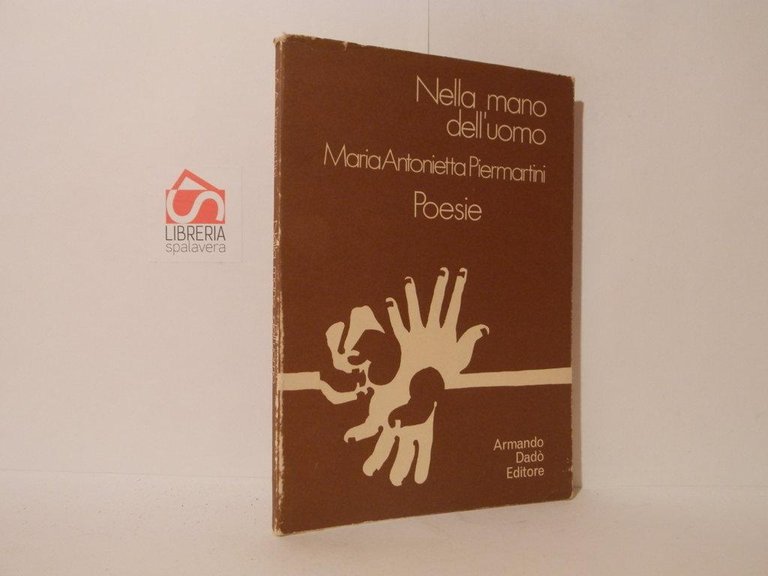 Nella mano
dell'uomo
Maria Antonietta Piermartini
Poesie
Armando
Dadò
Editore
LIBRERIA
spalavera